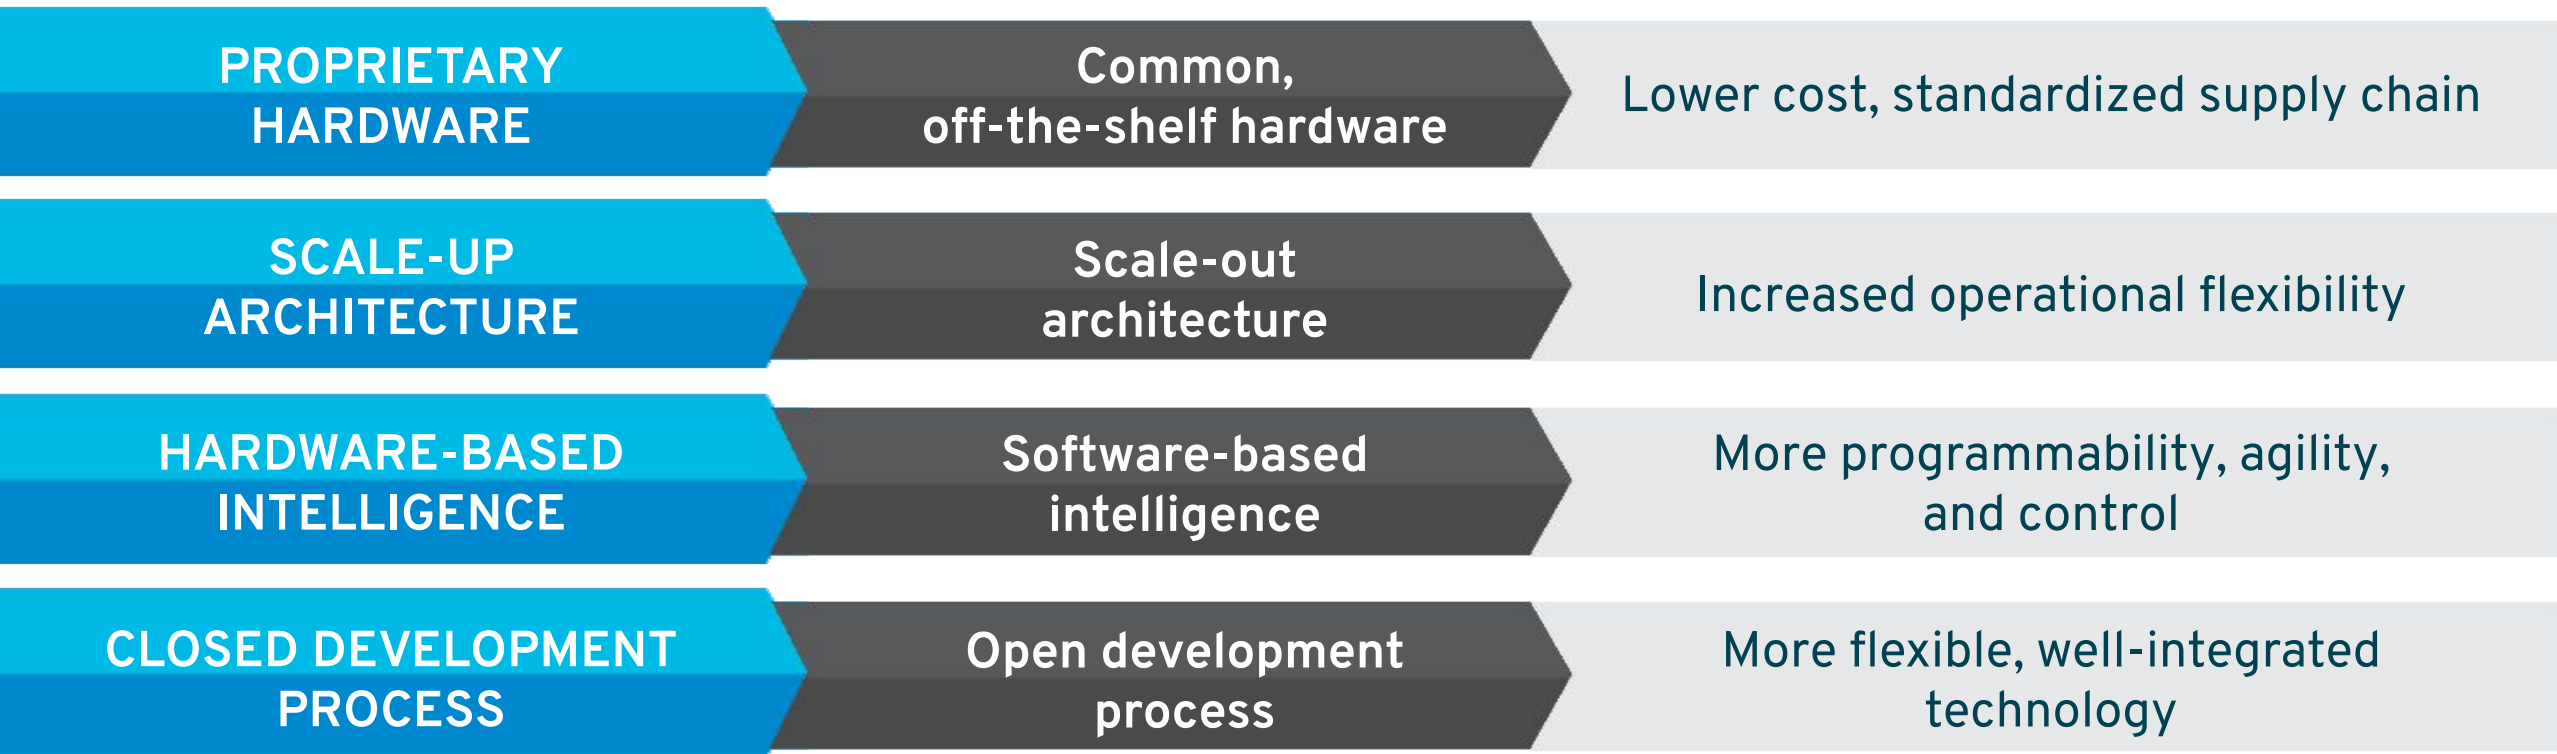 PROPRIETARY
HARDWARE
Common,
off-the-shelf hardware
Lower cost, standardized supply chain
SCALE-UP
ARCHITECTURE
Scale-out
architecture
Increased operational flexibility
HARDWARE-BASED
INTELLIGENCE
Software-based
intelligence
More programmability, agility,
and control
CLOSED DEVELOPMENT
PROCESS
Open development
process
More flexible, well-integrated
technology